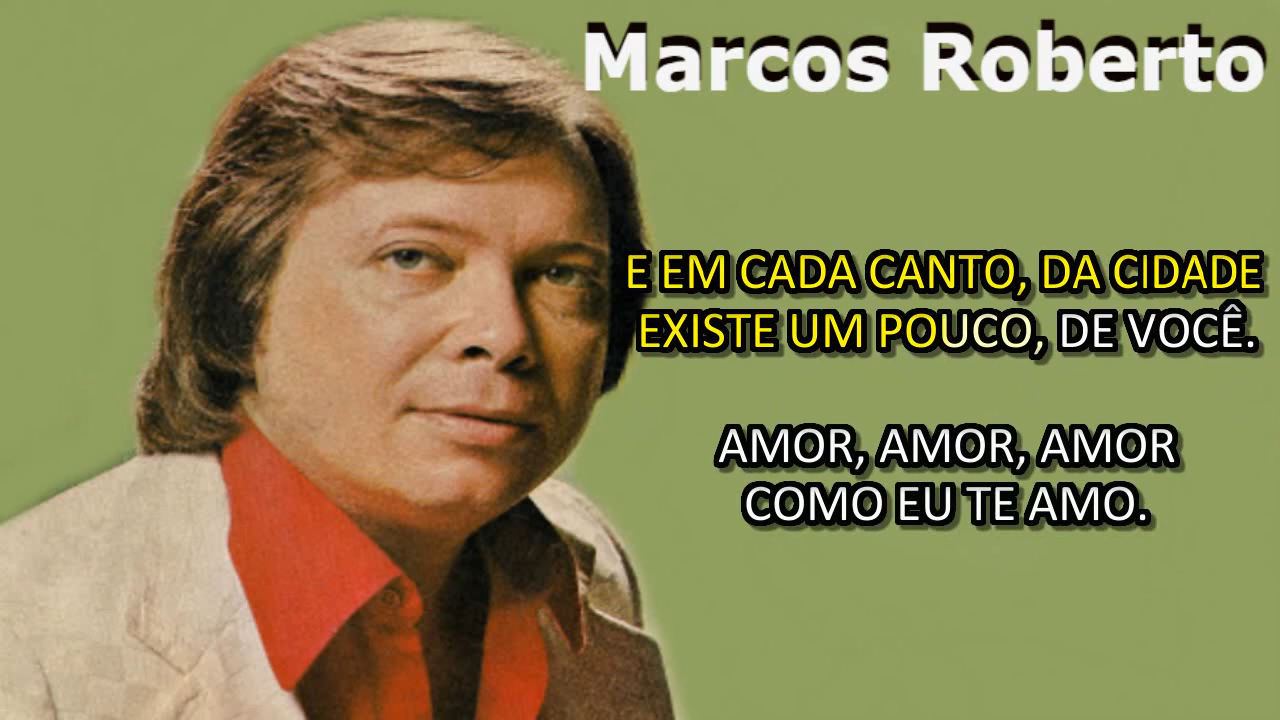 Marcos Roberto
E EM CADA CANTO, DA CIDADE
EXISTE UM POUCO, DE VOCÊ.
AMOR, AMOR, AMOR
COMO EU TE AMO.